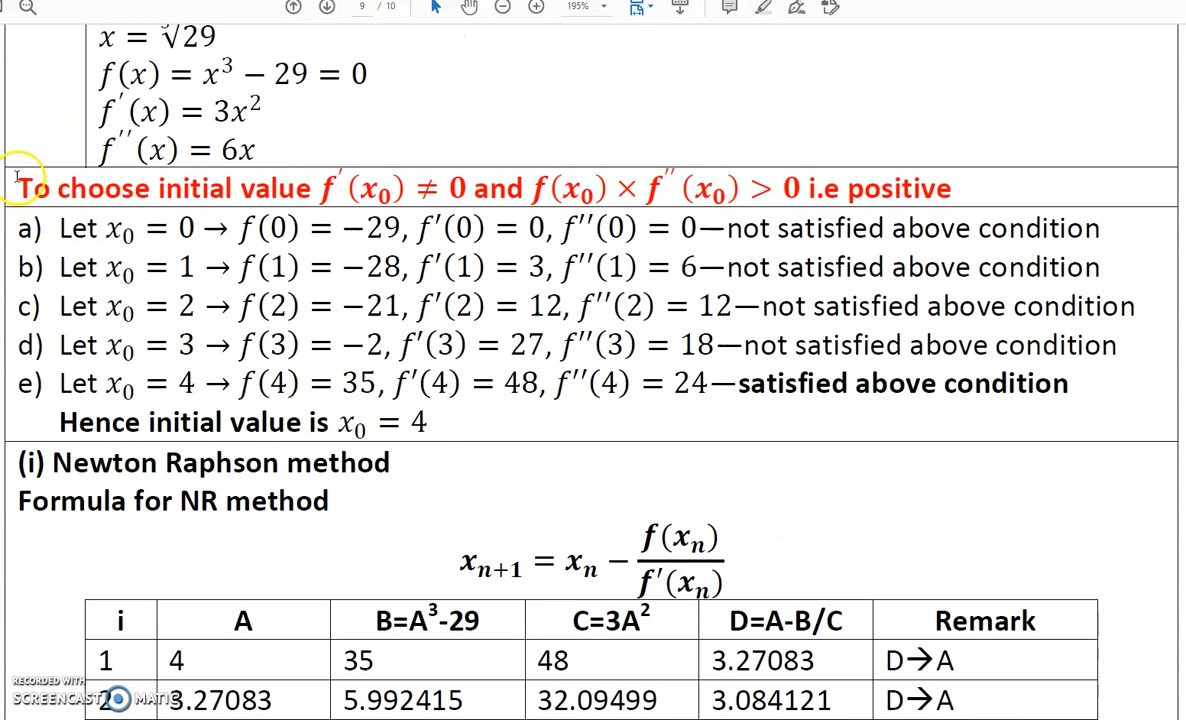 9 / 10 195%
x = ∛29
f(x) = x³ − 29 = 0
f′(x) = 3x²
f′′(x) = 6x
To choose initial value f′(x₀) ≠ 0 and f(x₀) × f′′(x₀) > 0 i.e positive
a) Let x₀ = 0 → f(0) = −29, f′(0) = 0, f′′(0) = 0—not satisfied above condition
b) Let x₀ = 1 → f(1) = −28, f′(1) = 3, f′′(1) = 6—not satisfied above condition
c) Let x₀ = 2 → f(2) = −21, f′(2) = 12, f′′(2) = 12—not satisfied above condition
d) Let x₀ = 3 → f(3) = −2, f′(3) = 27, f′′(3) = 18—not satisfied above condition
e) Let x₀ = 4 → f(4) = 35, f′(4) = 48, f′′(4) = 24—satisfied above condition
Hence initial value is x₀ = 4
(i) Newton Raphson method
Formula for NR method
xₙ₊₁ = xₙ − f(xₙ) / f′(xₙ)
i A B=A³-29 C=3A² D=A-B/C Remark
1 4 35 48 3.27083 D→A
2 3.27083 5.992415 32.09499 3.084121 D→A
RECORDED WITH
SCREENCAST MATIC